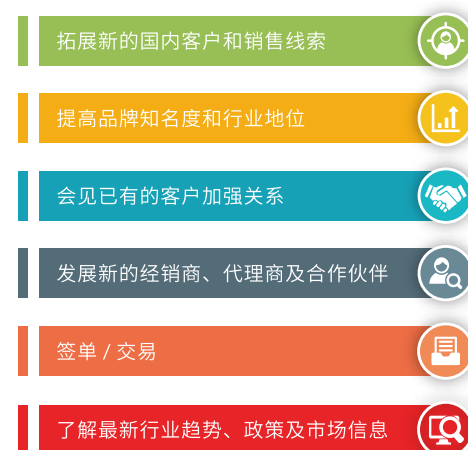 拓展新的国内客户和销售线索
提高品牌知名度和行业地位
会见已有的客户加强关系
发展新的经销商、代理商及合作伙伴
签单 / 交易
了解最新行业趋势、政策及市场信息